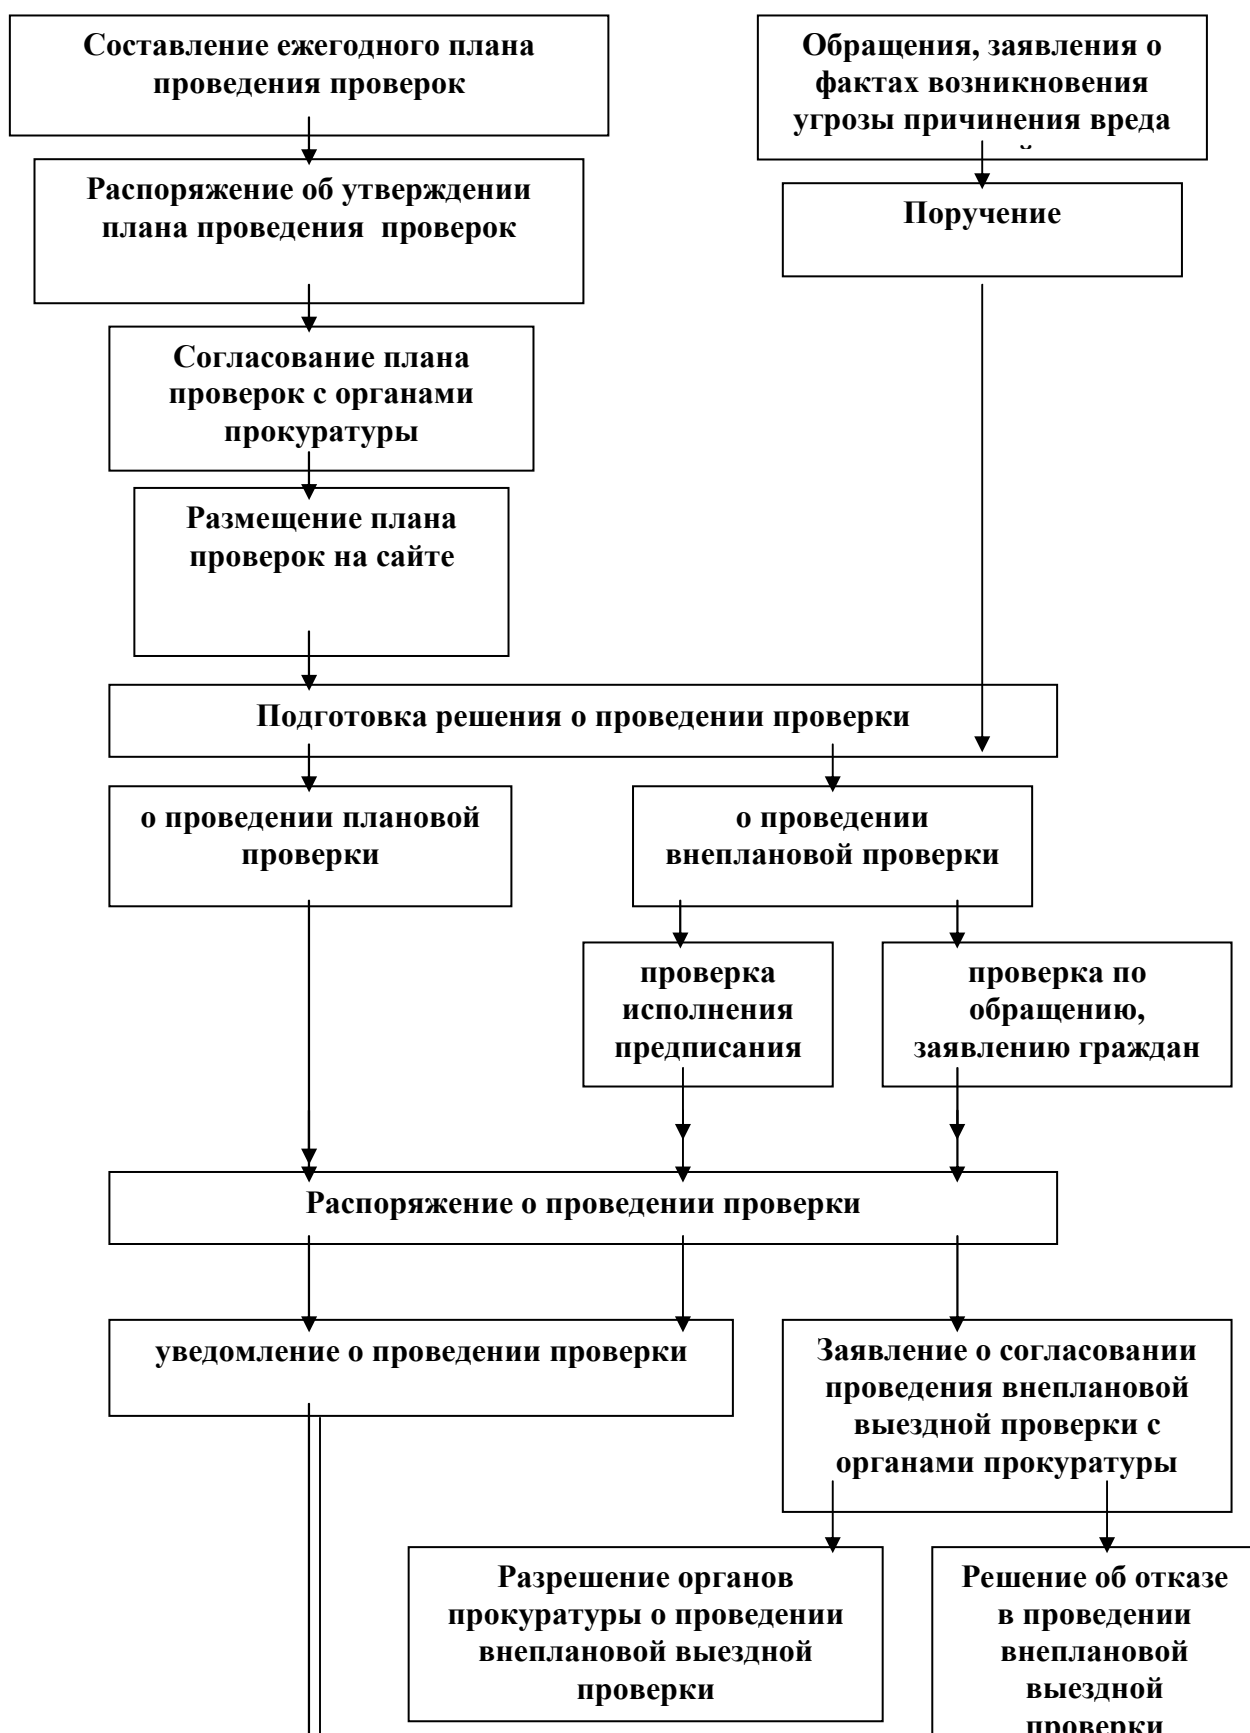 Составление ежегодного плана
проведения проверок
Обращения, заявления о
фактах возникновения
угрозы причинения вреда
Распоряжение об утверждении
плана проведения проверок
Поручение
Согласование плана
проверок с органами
прокуратуры
Размещение плана
проверок на сайте
Подготовка решения о проведении проверки
о проведении плановой
проверки
о проведении
внеплановой проверки
проверка
исполнения
предписания
проверка по
обращению,
заявлению граждан
Распоряжение о проведении проверки
уведомление о проведении проверки
Заявление о согласовании
проведения внеплановой
выездной проверки с
органами прокуратуры
Разрешение органов
прокуратуры о проведении
внеплановой выездной
проверки
Решение об отказе
в проведении
внеплановой
выездной
проверки